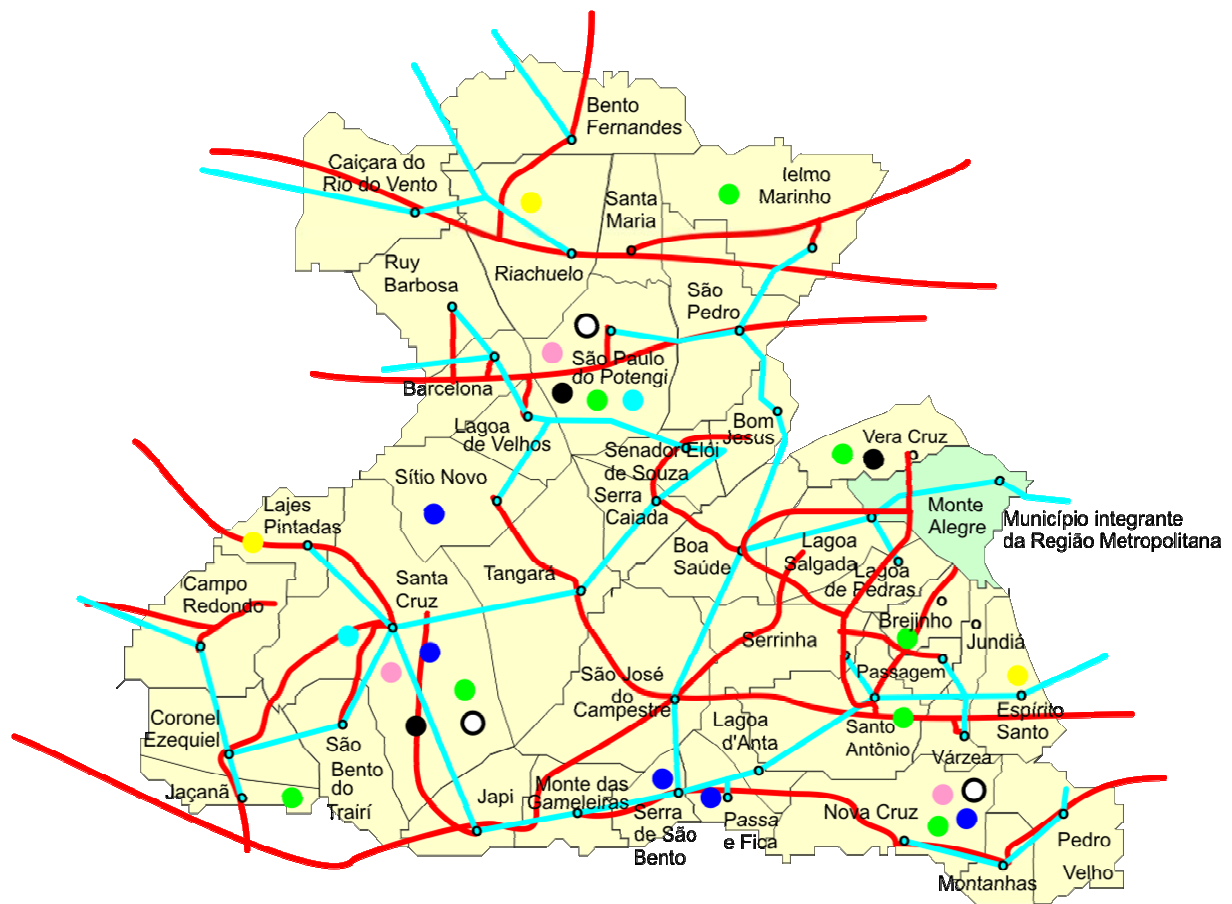 Bento
Fernandes
Caiçara do
Rio do Vento
Ielmo
Marinho
Santa
Maria
Riachuelo
Ruy
Barbosa
São
Pedro
São Paulo
do Potengi
Barcelona
Lagoa
de Velhos
Bom
Jesus
Senador Elói
de Souza
Vera Cruz
Sítio Novo
Serra
Caiada
Lajes
Pintadas
Monte
Alegre
Município integrante
da Região Metropolitana
Boa
Saúde
Lagoa
Salgada
Lagoa
de Pedras
Tangará
Campo
Redondo
Santa
Cruz
Brejinho
Jundiá
Serrinha
Passagem
São José
do
Campestre
Espírito
Santo
Coronel
Ezequiel
São
Bento
do
Trairí
Lagoa
d'Anta
Santo
Antônio
Várzea
Jaçanã
Japi
Monte das
Gameleiras
Serra
de São
Bento
Passa
e Fica
Nova Cruz
Pedro
Velho
Montanhas